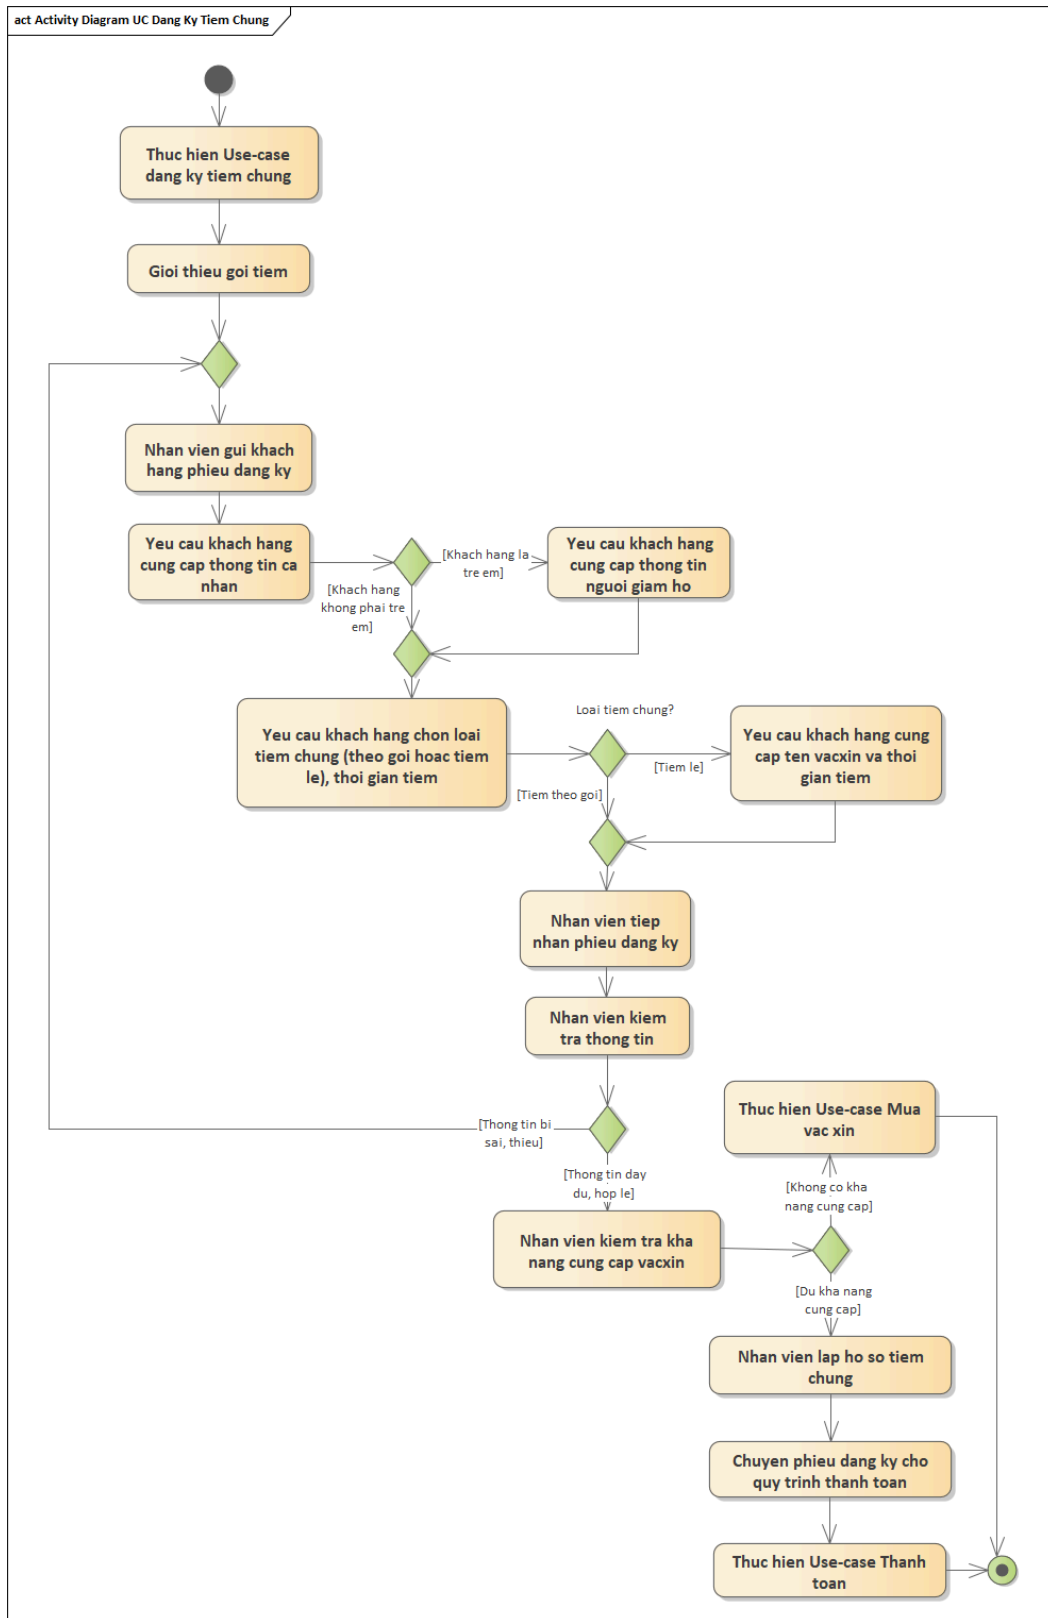 act Activity Diagram UC Dang Ky Tiem Chung
Thuc hien Use-case
dang ky tiem chung
Gioi thieu goi tiem
Nhan vien gui khach
hang phieu dang ky
Yeu cau khach hang
cung cap thong tin ca
nhan
[Khach hang la
tre em]
Yeu cau khach hang
cung cap thong tin
nguoi giam ho
[Khach hang
khong phai tre
em]
Yeu cau khach hang chon loai
tiem chung (theo goi hoac tiem
le), thoi gian tiem
Loai tiem chung?
[Tiem le]
Yeu cau khach hang cung
cap ten vacxin va thoi
gian tiem
[Tiem theo goi]
Nhan vien tiep
nhan phieu dang ky
Nhan vien kiem
tra thong tin
[Thong tin bi
sai, thieu]
[Thong tin day
du, hop le]
Nhan vien kiem tra kha
nang cung cap vacxin
Thuc hien Use-case Mua
vac xin
[Khong co kha
nang cung cap]
[Du kha nang
cung cap]
Nhan vien lap ho so tiem
chung
Chuyen phieu dang ky cho
quy trinh thanh toan
Thuc hien Use-case Thanh
toan